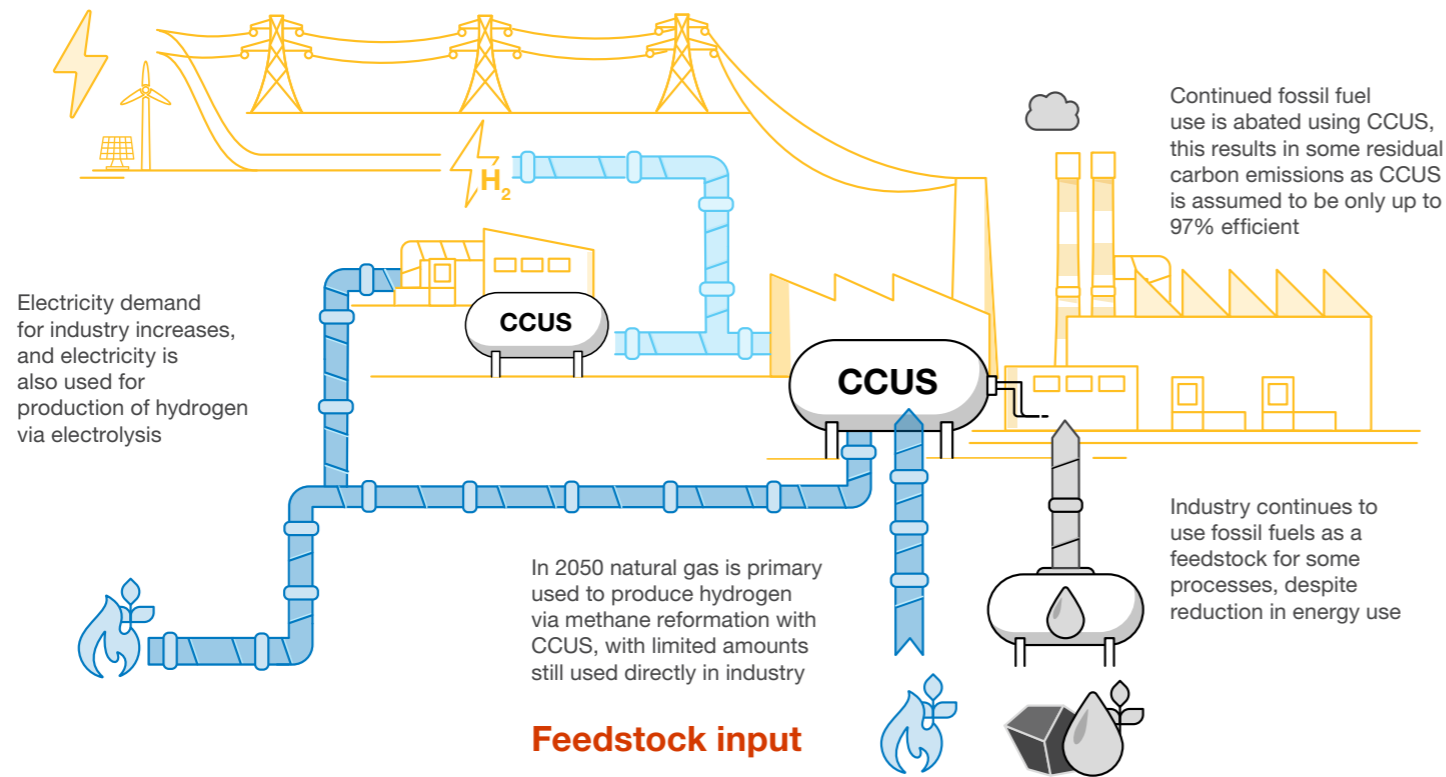 Continued fossil fuel
use is abated using CCUS,
this results in some residual
carbon emissions as CCUS
is assumed to be only up to
97% efficient
H2
Electricity demand
for industry increases,
and electricity is
also used for
production of hydrogen
via electrolysis
CCUS
CCUS
In 2050 natural gas is primary
used to produce hydrogen
via methane reformation with
CCUS, with limited amounts
still used directly in industry
Industry continues to
use fossil fuels as a
feedstock for some
processes, despite
reduction in energy use
Feedstock input